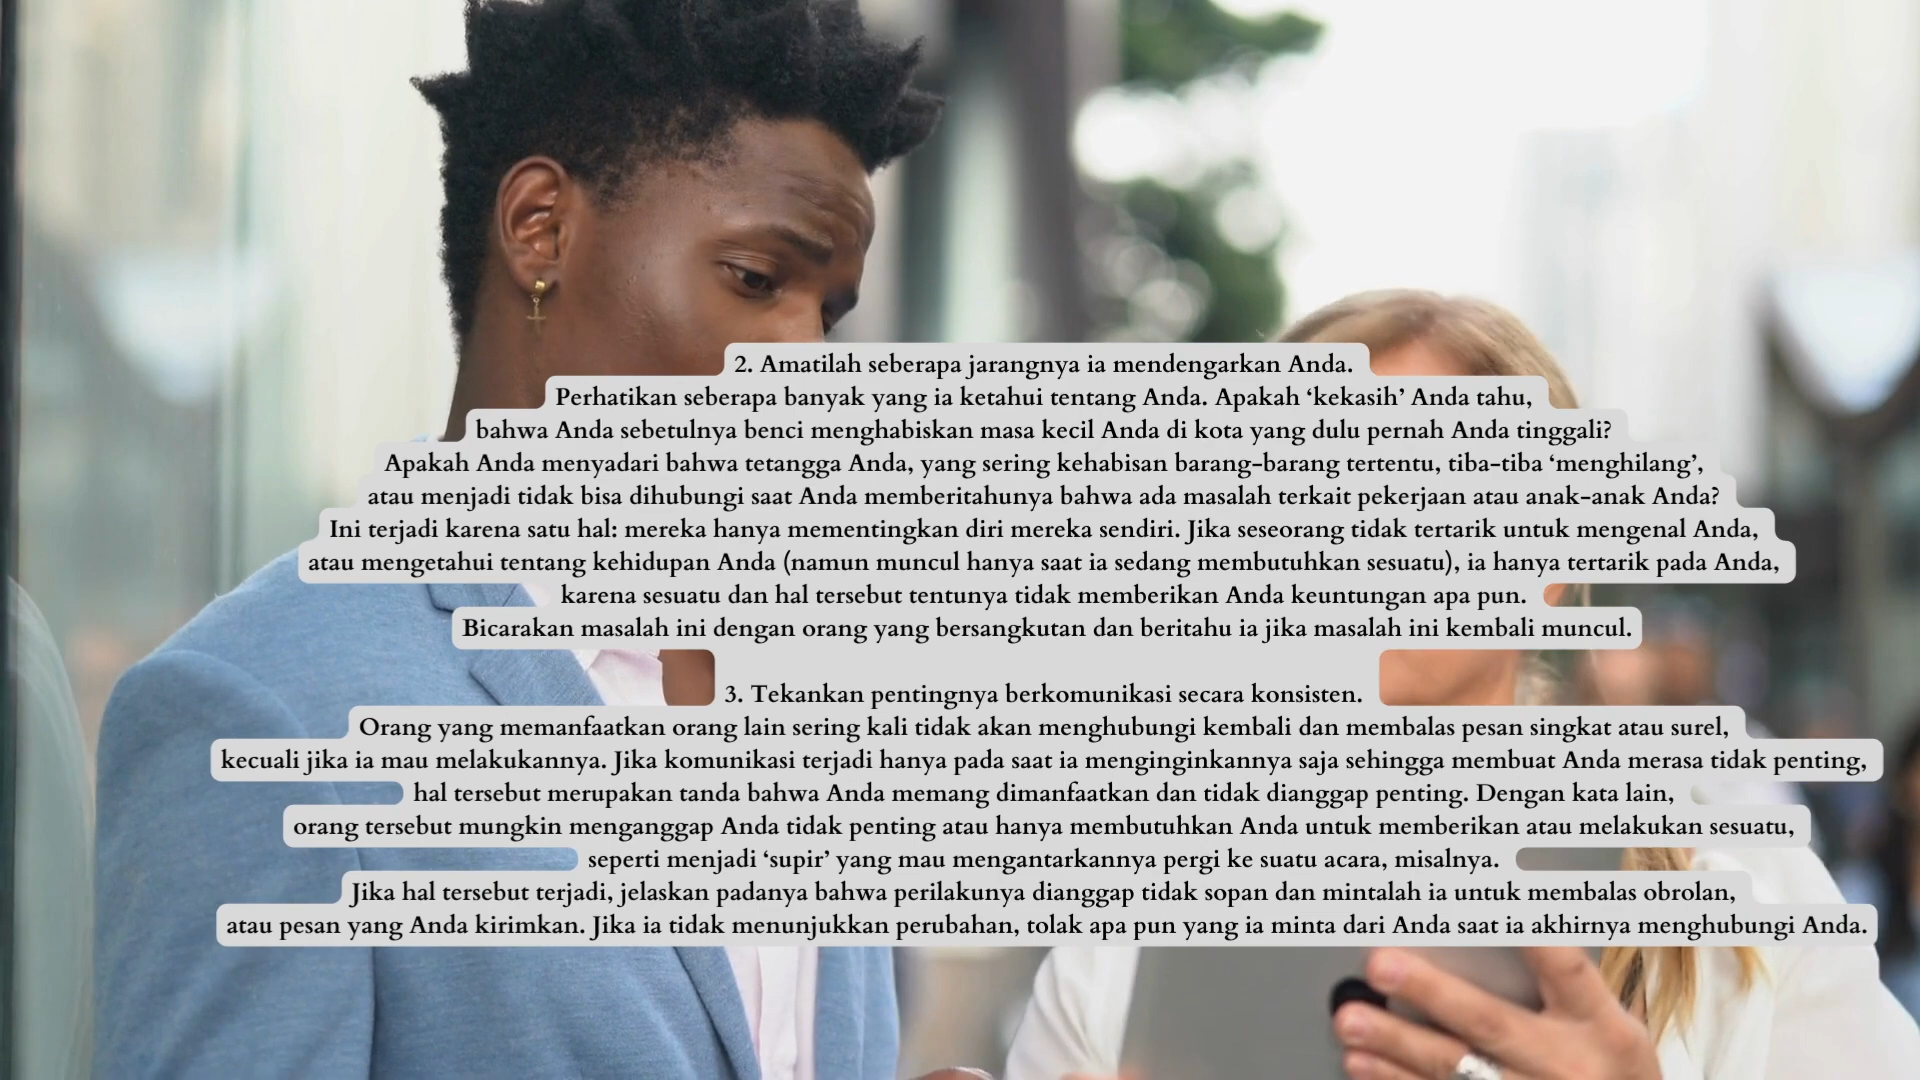 2. Amatilah seberapa jarangnya ia mendengarkan Anda.
Perhatikan seberapa banyak yang ia ketahui tentang Anda. Apakah ‘kekasih’ Anda tahu,
bahwa Anda sebetulnya benci menghabiskan masa kecil Anda di kota yang dulu pernah Anda tinggali?
Apakah Anda menyadari bahwa tetangga Anda, yang sering kehabisan barang-barang tertentu, tiba-tiba ‘menghilang’,
atau menjadi tidak bisa dihubungi saat Anda memberitahunya bahwa ada masalah terkait pekerjaan atau anak-anak Anda?
Ini terjadi karena satu hal: mereka hanya mementingkan diri mereka sendiri. Jika seseorang tidak tertarik untuk mengenal Anda,
atau mengetahui tentang kehidupan Anda (namun muncul hanya saat ia sedang membutuhkan sesuatu), ia hanya tertarik pada Anda,
karena sesuatu dan hal tersebut tentunya tidak memberikan Anda keuntungan apa pun.
Bicarakan masalah ini dengan orang yang bersangkutan dan beritahu ia jika masalah ini kembali muncul.
3. Tekankan pentingnya berkomunikasi secara konsisten.
Orang yang memanfaatkan orang lain sering kali tidak akan menghubungi kembali dan membalas pesan singkat atau surel,
kecuali jika ia mau melakukannya. Jika komunikasi terjadi hanya pada saat ia menginginkannya saja sehingga membuat Anda merasa tidak penting,
hal tersebut merupakan tanda bahwa Anda memang dimanfaatkan dan tidak dianggap penting. Dengan kata lain,
orang tersebut mungkin menganggap Anda tidak penting atau hanya membutuhkan Anda untuk memberikan atau melakukan sesuatu,
seperti menjadi ‘supir’ yang mau mengantarkannya pergi ke suatu acara, misalnya.
Jika hal tersebut terjadi, jelaskan padanya bahwa perilakunya dianggap tidak sopan dan mintalah ia untuk membalas obrolan,
atau pesan yang Anda kirimkan. Jika ia tidak menunjukkan perubahan, tolak apa pun yang ia minta dari Anda saat ia akhirnya menghubungi Anda.